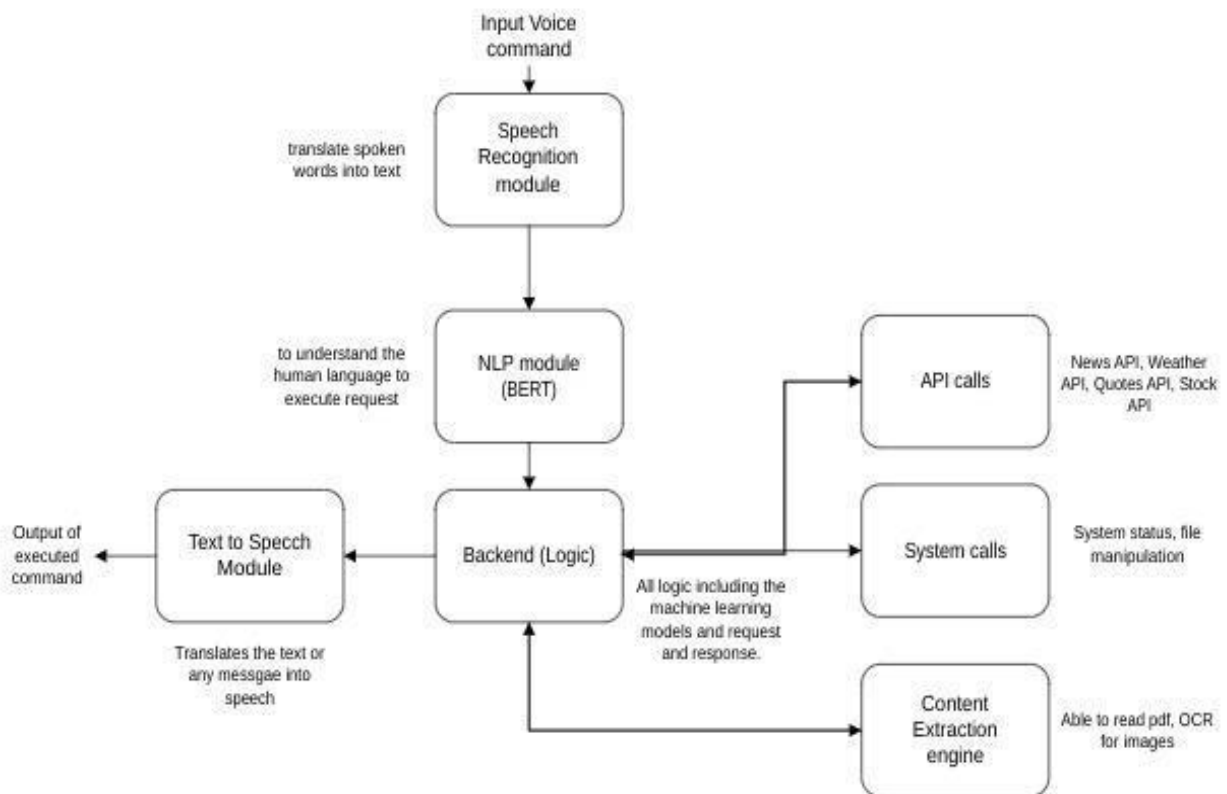 Input Voice
command
Speech
Recognition
module
translate spoken
words into text
NLP module
(BERT)
to understand the
human language to
execute request
API calls
News API, Weather
API, Quotes API, Stock
API
Output of
executed
command
Text to Specch
Module
Translates the text or
any messgae into
speech
Backend (Logic)
All logic including the
machine learning
models and request
and response.
System calls
System status, file
manipulation
Content
Extraction
engine
Able to read pdf, OCR
for images